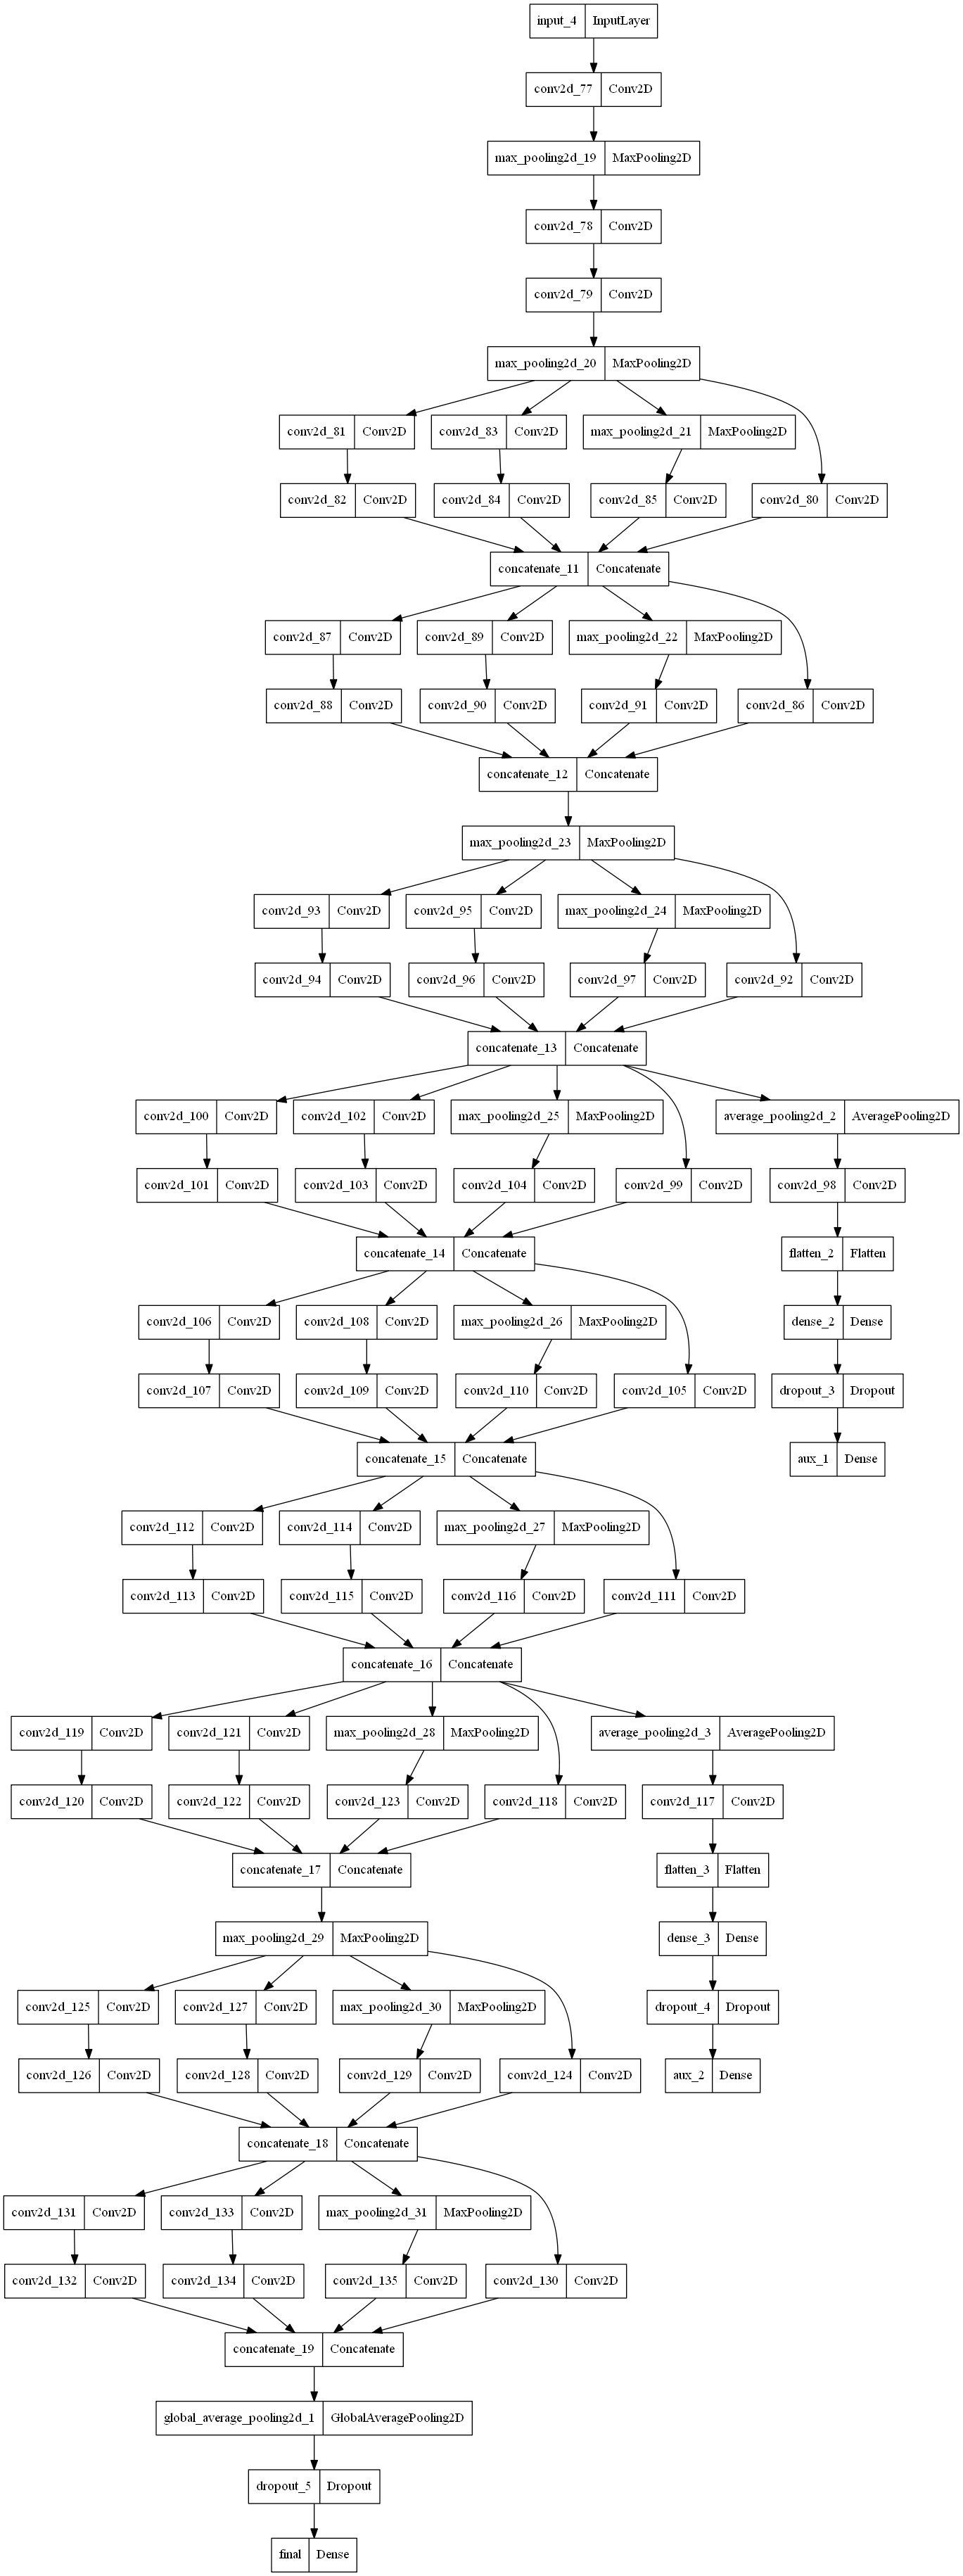 input_4 InputLayer
conv2d_77 Conv2D
max_pooling2d_19 MaxPooling2D
conv2d_78 Conv2D
conv2d_79 Conv2D
max_pooling2d_20 MaxPooling2D
conv2d_81 Conv2D conv2d_83 Conv2D max_pooling2d_21 MaxPooling2D
conv2d_82 Conv2D conv2d_84 Conv2D conv2d_85 Conv2D conv2d_80 Conv2D
concatenate_11 Concatenate
conv2d_87 Conv2D conv2d_89 Conv2D max_pooling2d_22 MaxPooling2D
conv2d_88 Conv2D conv2d_90 Conv2D conv2d_91 Conv2D conv2d_86 Conv2D
concatenate_12 Concatenate
max_pooling2d_23 MaxPooling2D
conv2d_93 Conv2D conv2d_95 Conv2D max_pooling2d_24 MaxPooling2D
conv2d_94 Conv2D conv2d_96 Conv2D conv2d_97 Conv2D conv2d_92 Conv2D
concatenate_13 Concatenate
conv2d_100 Conv2D conv2d_102 Conv2D max_pooling2d_25 MaxPooling2D average_pooling2d_2 AveragePooling2D
conv2d_101 Conv2D conv2d_103 Conv2D conv2d_104 Conv2D conv2d_99 Conv2D conv2d_98 Conv2D
concatenate_14 Concatenate flatten_2 Flatten
conv2d_106 Conv2D conv2d_108 Conv2D max_pooling2d_26 MaxPooling2D dense_2 Dense
conv2d_107 Conv2D conv2d_109 Conv2D conv2d_110 Conv2D conv2d_105 Conv2D dropout_3 Dropout
concatenate_15 Concatenate aux_1 Dense
conv2d_112 Conv2D conv2d_114 Conv2D max_pooling2d_27 MaxPooling2D
conv2d_113 Conv2D conv2d_115 Conv2D conv2d_116 Conv2D conv2d_111 Conv2D
concatenate_16 Concatenate
conv2d_119 Conv2D conv2d_121 Conv2D max_pooling2d_28 MaxPooling2D average_pooling2d_3 AveragePooling2D
conv2d_120 Conv2D conv2d_122 Conv2D conv2d_123 Conv2D conv2d_118 Conv2D conv2d_117 Conv2D
concatenate_17 Concatenate flatten_3 Flatten
max_pooling2d_29 MaxPooling2D dense_3 Dense
conv2d_125 Conv2D conv2d_127 Conv2D max_pooling2d_30 MaxPooling2D dropout_4 Dropout
conv2d_126 Conv2D conv2d_128 Conv2D conv2d_129 Conv2D conv2d_124 Conv2D aux_2 Dense
concatenate_18 Concatenate
conv2d_131 Conv2D conv2d_133 Conv2D max_pooling2d_31 MaxPooling2D
conv2d_132 Conv2D conv2d_134 Conv2D conv2d_135 Conv2D conv2d_130 Conv2D
concatenate_19 Concatenate
global_average_pooling2d_1 GlobalAveragePooling2D
dropout_5 Dropout
final Dense